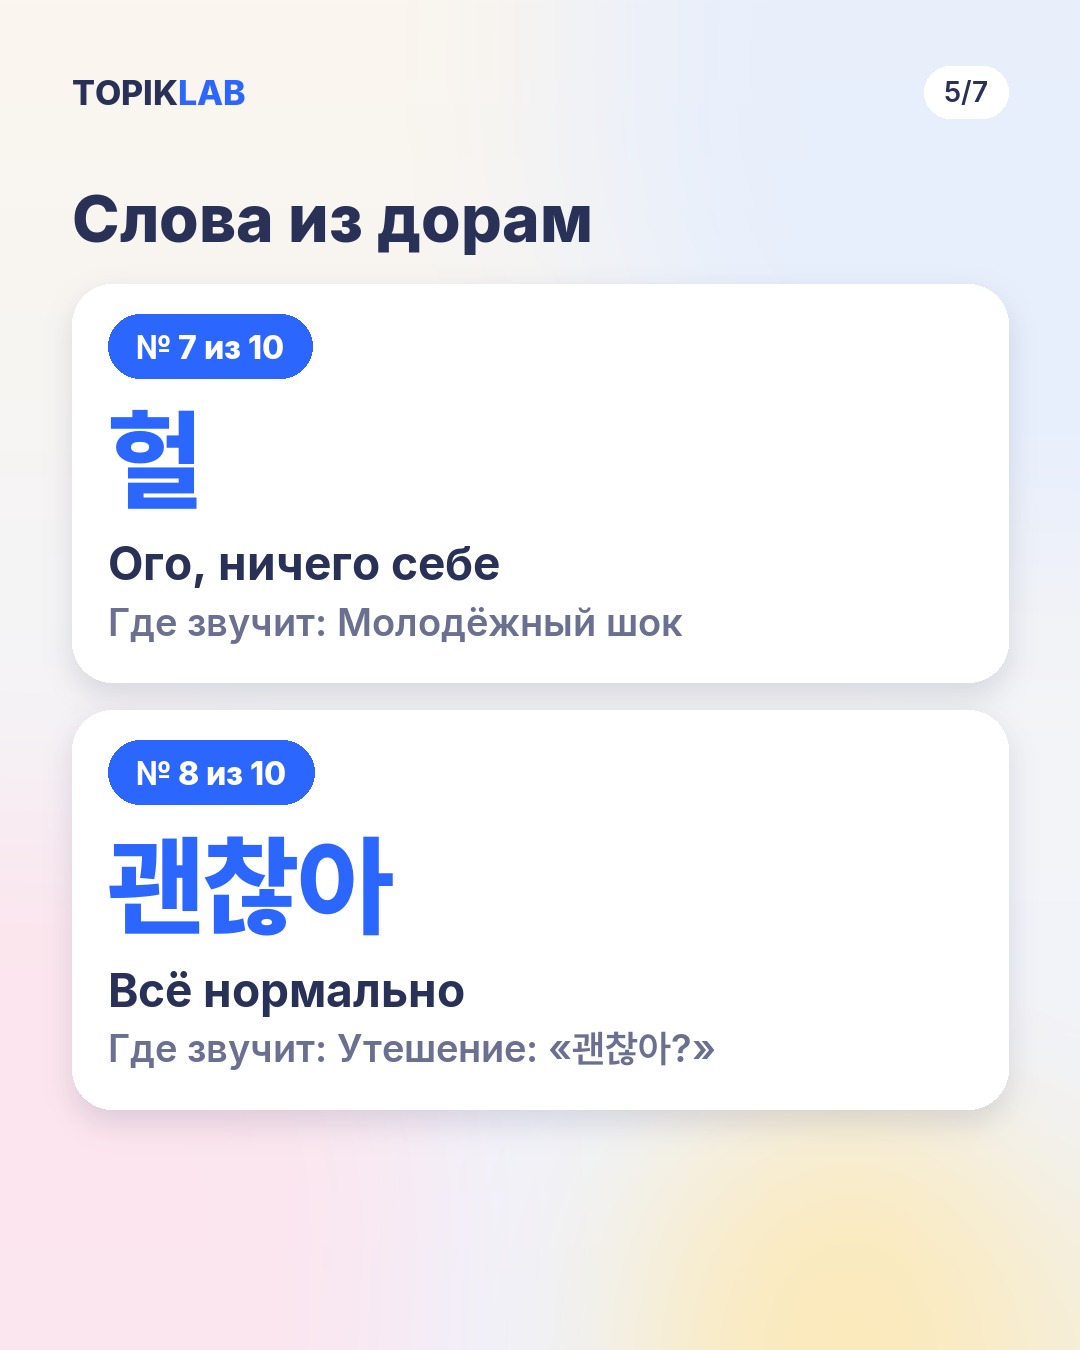 TOPIKLAB
5/7
Слова из дорам
№ 7 из 10
헐
Ого, ничего себе
Где звучит: Молодёжный шок
№ 8 из 10
괜찮아
Всё нормально
Где звучит: Утешение: «괜찮아?»